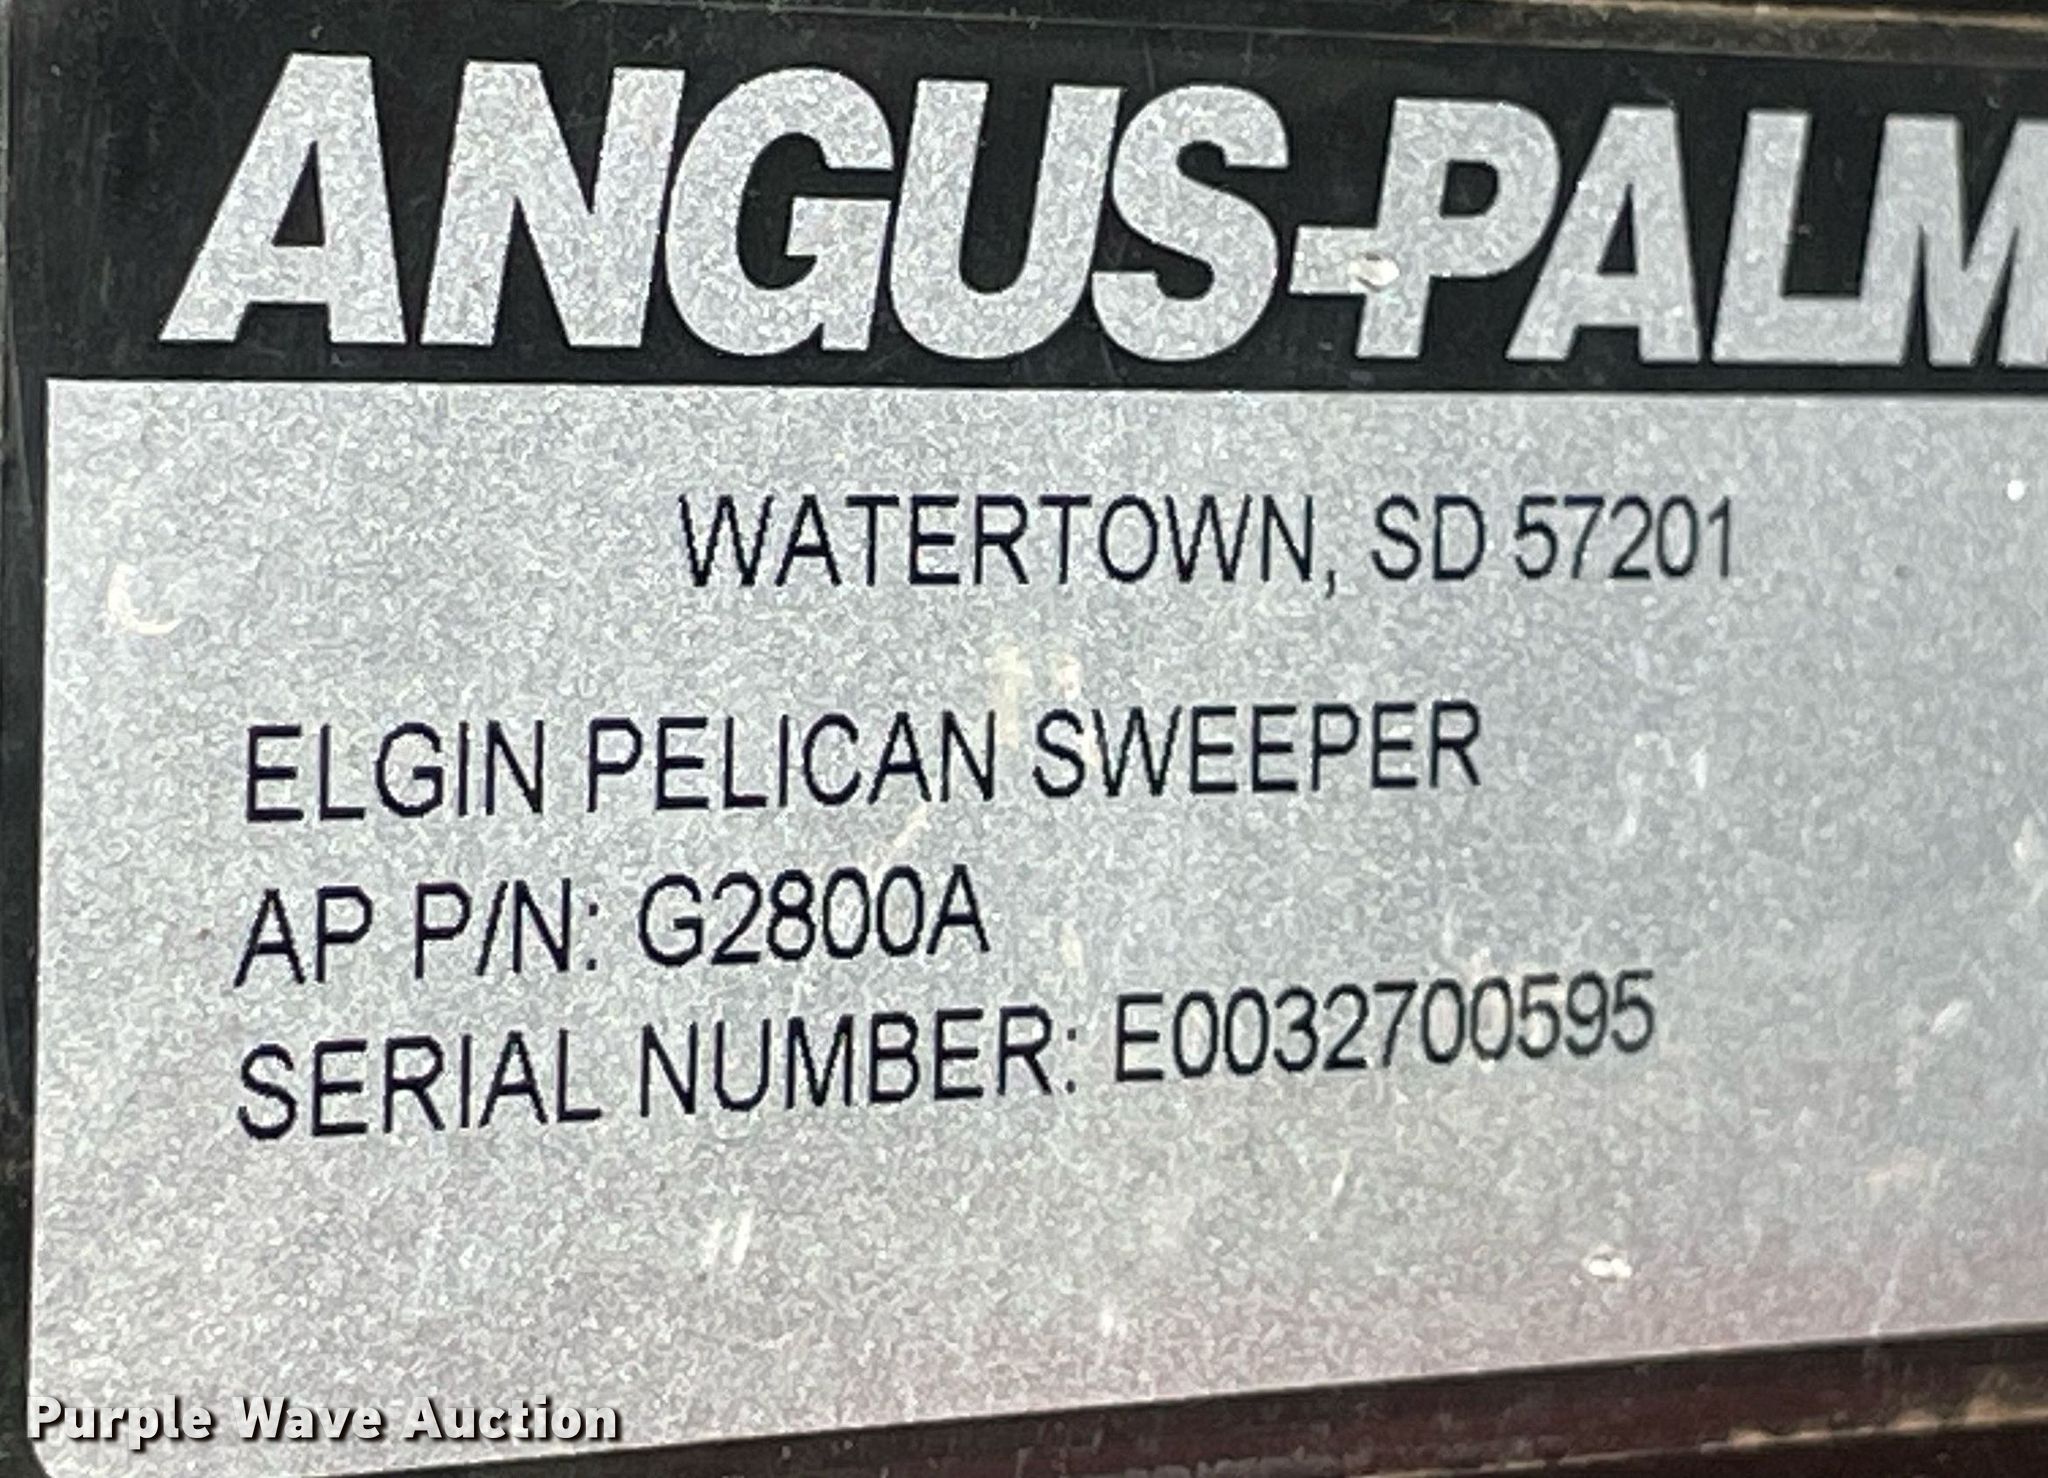 ANGUS-PALM
WATERTOWN, SD 57201
ELGIN PELICAN SWEEPER
AP P/N: G2800A
SERIAL NUMBER: E0032700595
Purple Wave Auction